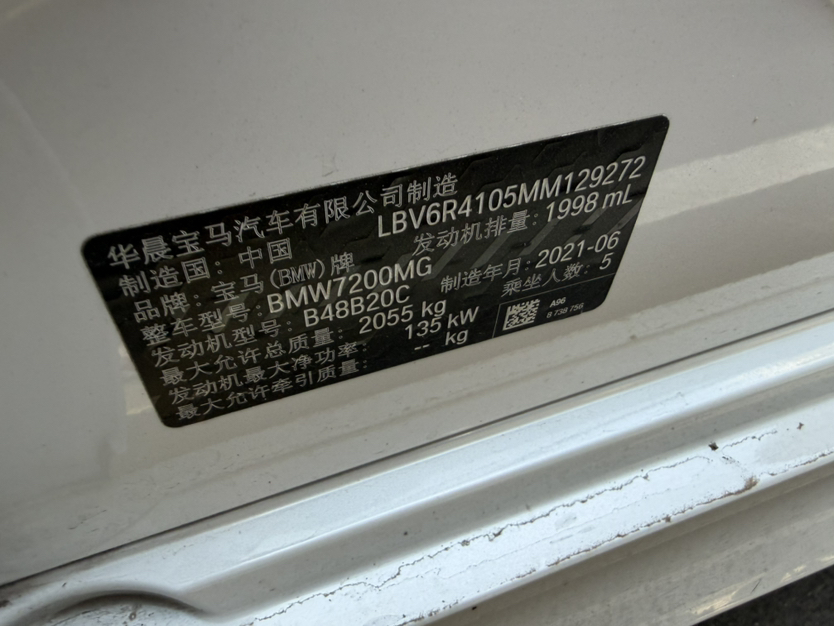 华晨宝马汽车有限公司制造
制造国：中国 LBV6R4105MM129272
品牌：宝马(BMW)牌 发动机排量：1998 mL
整车型号：BMW7200MG 制造年月：2021-06
发动机型号：B48B20C 乘坐人数：5
最大允许总质量：2055 kg
发动机最大净功率：135 kW
最大允许牵引质量：-- kg
A96
8 738 756